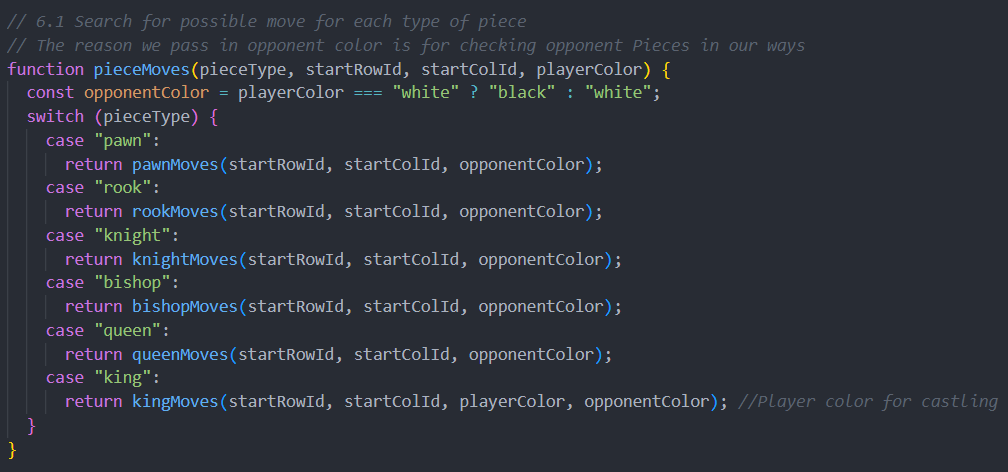 // 6.1 Search for possible move for each type of piece
// The reason we pass in opponent color is for checking opponent Pieces in our ways
function pieceMoves(pieceType, startRowId, startColId, playerColor) {
  const opponentColor = playerColor === "white" ? "black" : "white";
  switch (pieceType) {
    case "pawn":
      return pawnMoves(startRowId, startColId, opponentColor);
    case "rook":
      return rookMoves(startRowId, startColId, opponentColor);
    case "knight":
      return knightMoves(startRowId, startColId, opponentColor);
    case "bishop":
      return bishopMoves(startRowId, startColId, opponentColor);
    case "queen":
      return queenMoves(startRowId, startColId, opponentColor);
    case "king":
      return kingMoves(startRowId, startColId, playerColor, opponentColor); //Player color for castling
  }
}